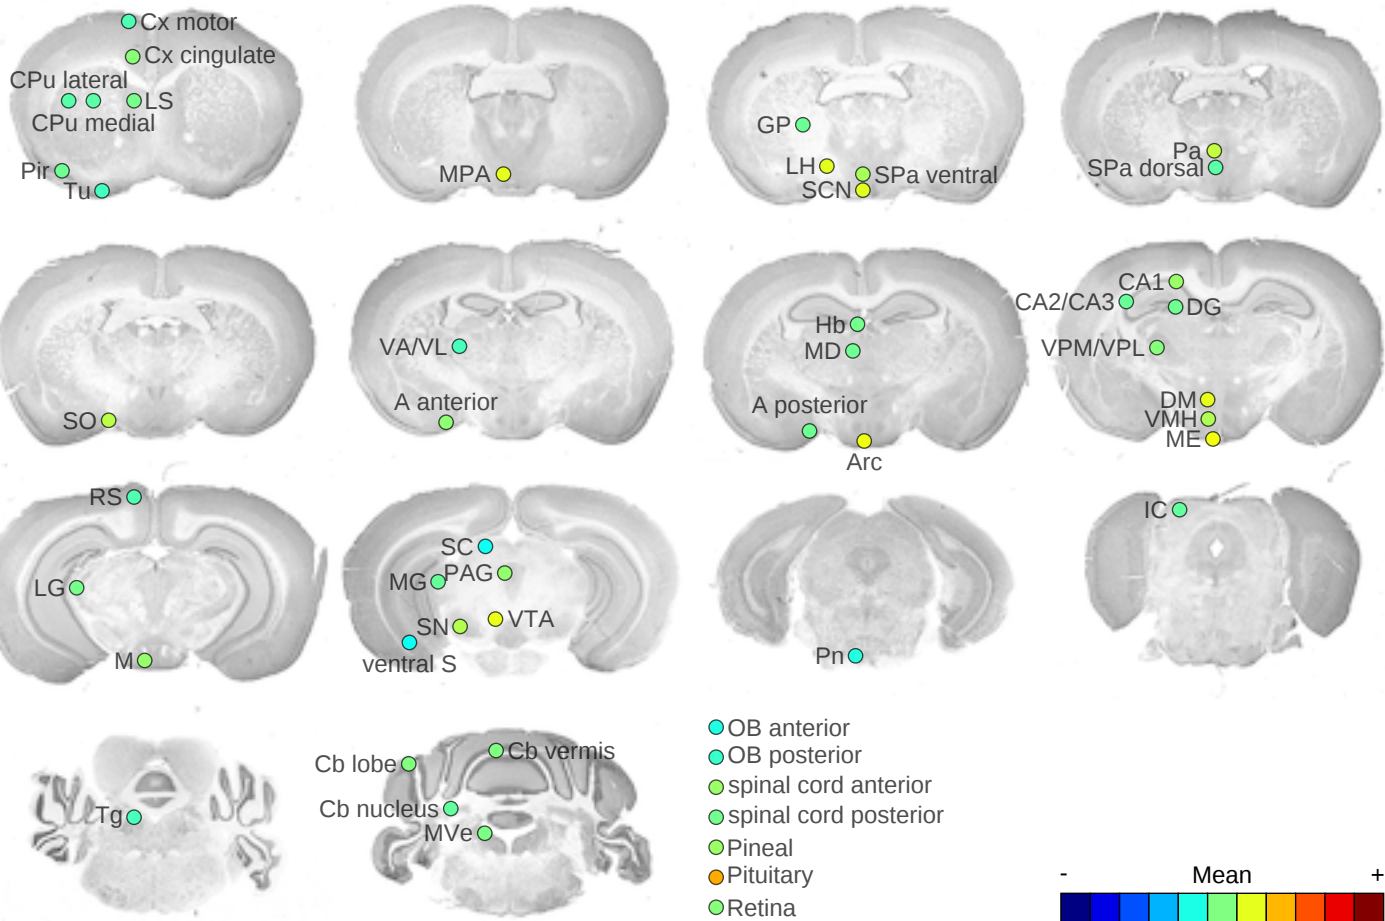 Cx motor
Cx cingulate
CPu lateral
LS
CPu medial
Pir
Tu
MPA
GP
LH
SPa ventral
SCN
Pa
SPa dorsal
SO
VA/VL
A anterior
Hb
MD
A posterior
Arc
CA1
CA2/CA3
DG
VPM/VPL
DM
VMH
ME
RS
LG
M
SC
PAG
MG
VTA
SN
ventral S
Pn
IC
Tg
Cb lobe
Cb vermis
Cb nucleus
MVe
OB anterior
OB posterior
spinal cord anterior
spinal cord posterior
Pineal
Pituitary
Retina
- Mean +